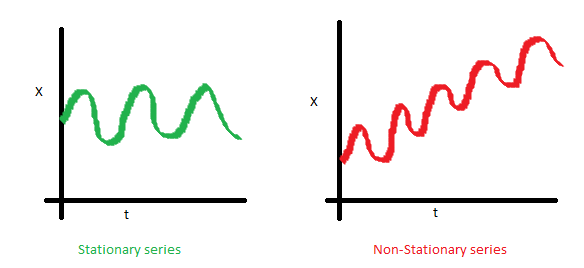 X
t
Stationary series
X
t
Non-Stationary series